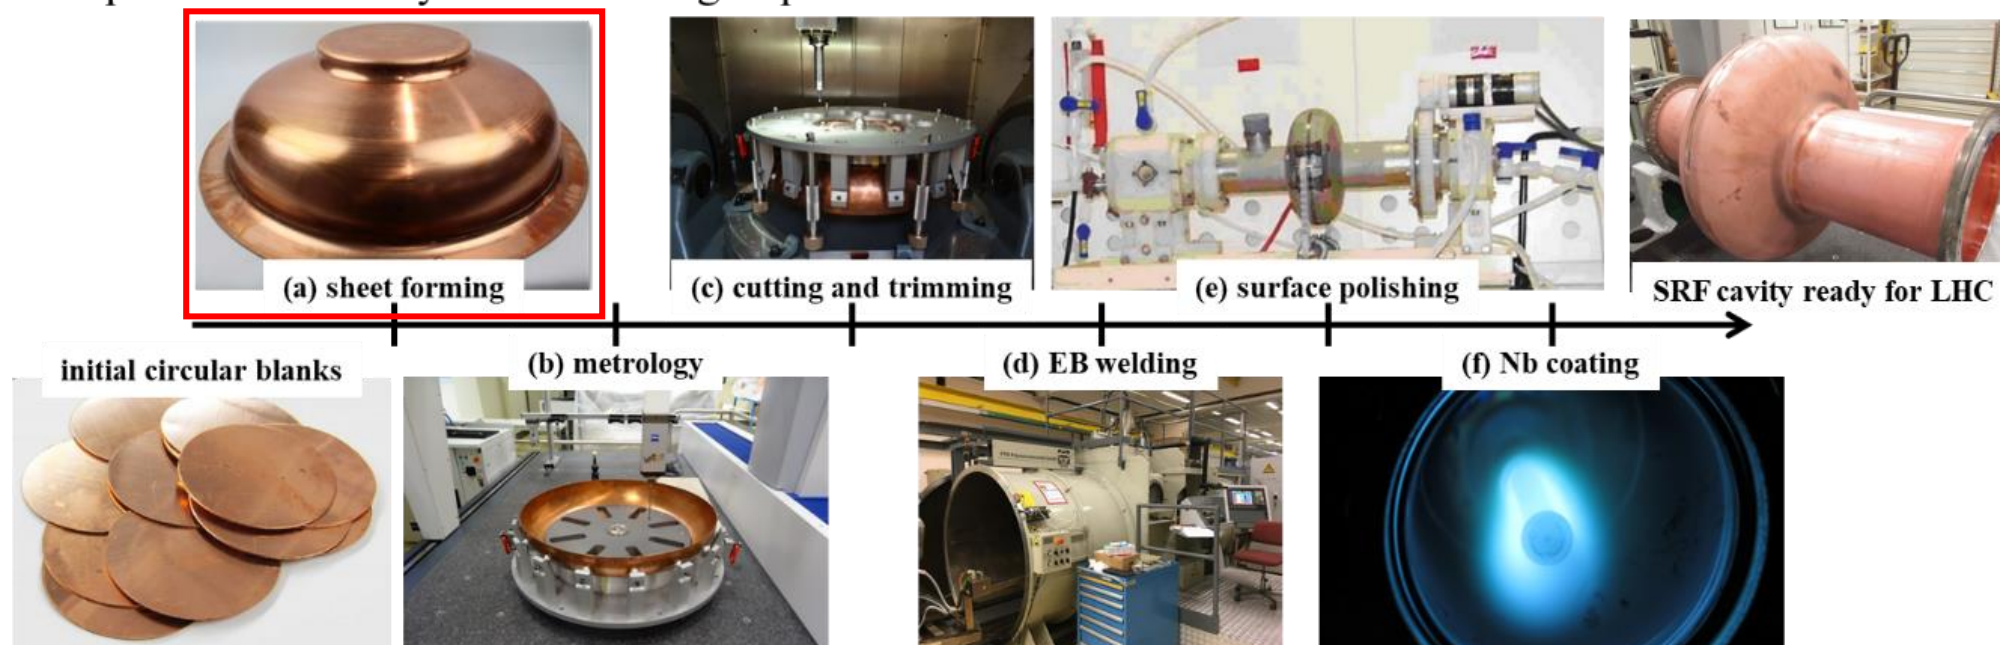 (a) sheet forming
(c) cutting and trimming
(e) surface polishing
SRF cavity ready for LHC
initial circular blanks
(b) metrology
(d) EB welding
(f) Nb coating